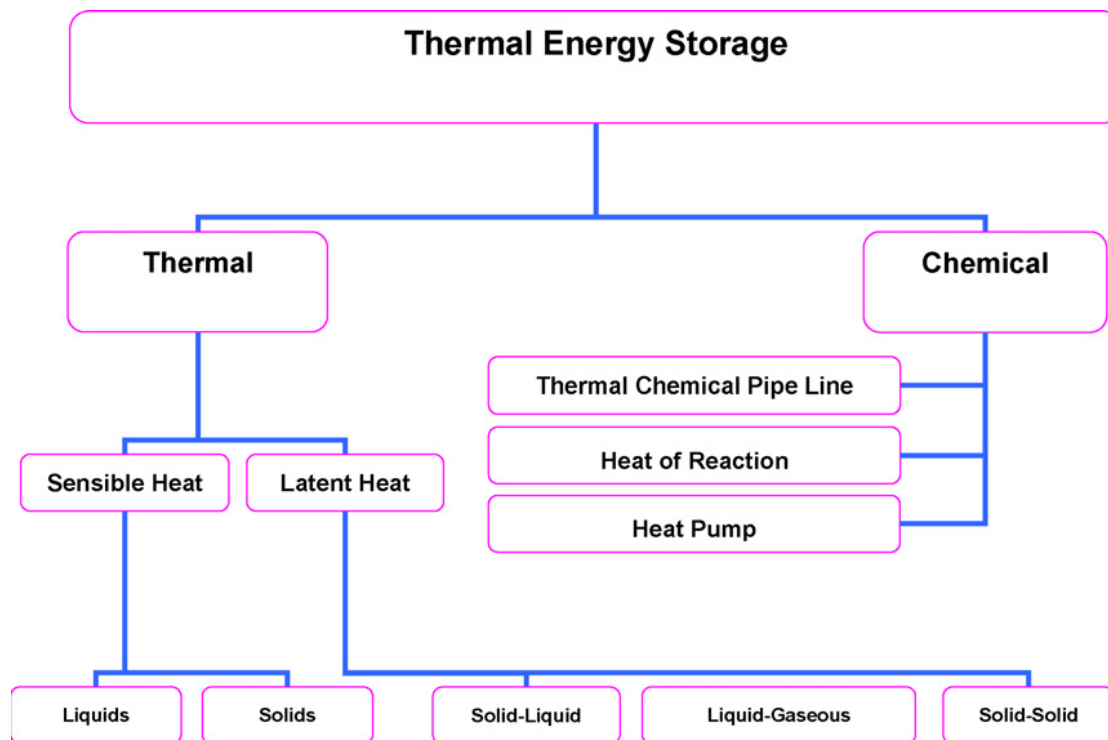 Thermal Energy Storage
Thermal
Chemical
Thermal Chemical Pipe Line
Heat of Reaction
Heat Pump
Sensible Heat
Latent Heat
Liquids
Solids
Solid-Liquid
Liquid-Gaseous
Solid-Solid